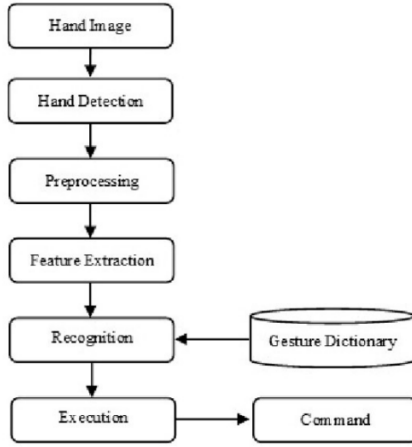 Hand Image
Hand Detection
Preprocessing
Feature Extraction
Recognition
Gesture Dictionary
Execution
Command